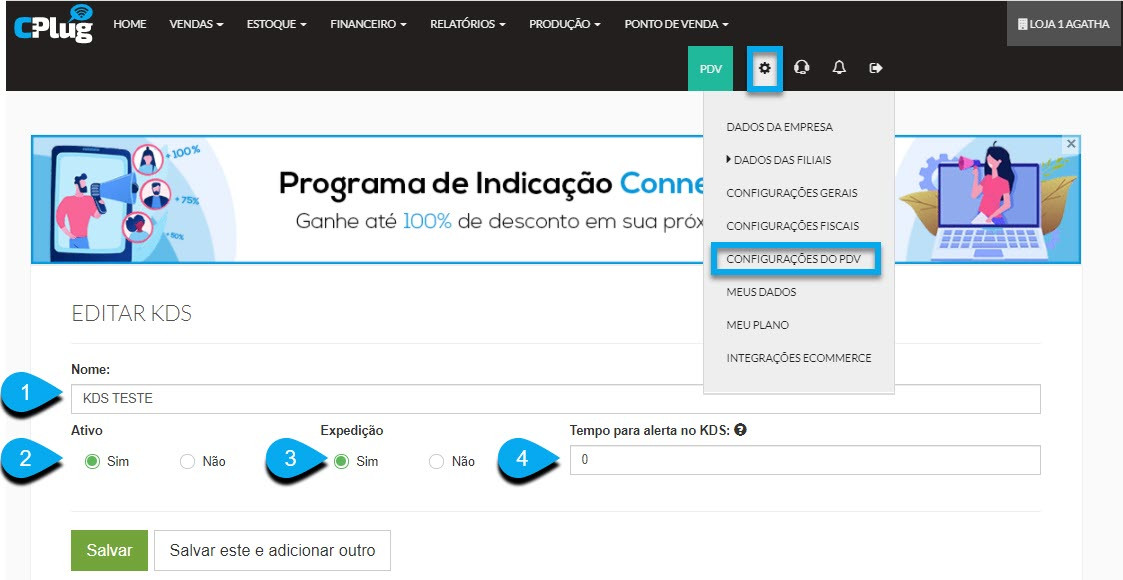 CPlug
HOME VENDAS ESTOQUE FINANCEIRO RELATÓRIOS PRODUÇÃO PONTO DE VENDA LOJA 1 AGATHA
PDV
DADOS DA EMPRESA
DADOS DAS FILIAIS
CONFIGURAÇÕES GERAIS
CONFIGURAÇÕES FISCAIS
CONFIGURAÇÕES DO PDV
MEUS DADOS
MEU PLANO
INTEGRAÇÕES ECOMMERCE
+100%
+75%
+50%
Programa de Indicação Conne
Ganhe até 100% de desconto em sua próx
EDITAR KDS
Nome:
1 KDS TESTE
Ativo Expedição Tempo para alerta no KDS:
2 Sim Não 3 Sim Não 4 0
Salvar Salvar este e adicionar outro